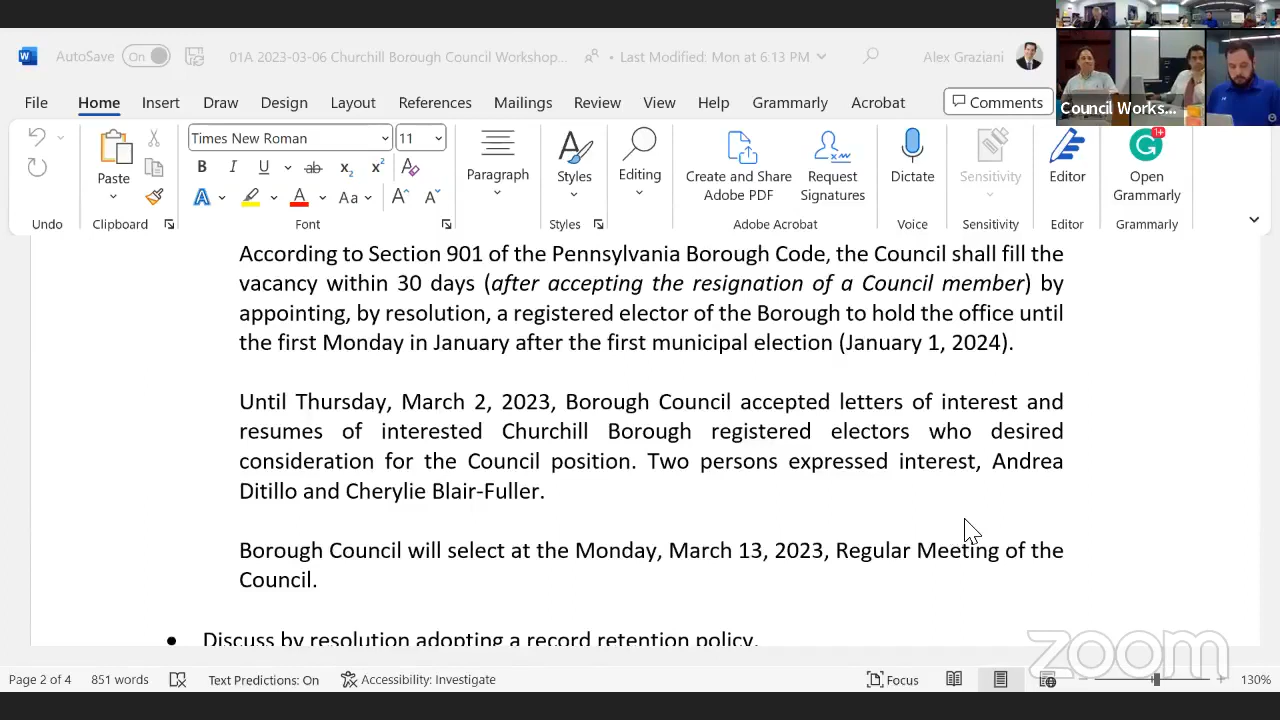 AutoSave On 01A 2023-03-06 Churchill Borough Council Workshop... • Last Modified: Mon at 6:13 PM Alex Graziani
File Home Insert Draw Design Layout References Mailings Review View Help Grammarly Acrobat Comments
Council Works...
Times New Roman 11
Paste
B I U ab x₂ x² A
A A Aa A A
Paragraph
Styles
Editing
Create and Share
Adobe PDF
Request
Signatures
Dictate
Sensitivity
Editor
1+
Open
Grammarly
Undo Clipboard Font Styles Adobe Acrobat Voice Sensitivity Editor Grammarly
According to Section 901 of the Pennsylvania Borough Code, the Council shall fill the
vacancy within 30 days (after accepting the resignation of a Council member) by
appointing, by resolution, a registered elector of the Borough to hold the office until
the first Monday in January after the first municipal election (January 1, 2024).
Until Thursday, March 2, 2023, Borough Council accepted letters of interest and
resumes of interested Churchill Borough registered electors who desired
consideration for the Council position. Two persons expressed interest, Andrea
Ditillo and Cherylie Blair-Fuller.
Borough Council will select at the Monday, March 13, 2023, Regular Meeting of the
Council.
• Discuss by resolution adopting a record retention policy.
zoom
Page 2 of 4 851 words Text Predictions: On Accessibility: Investigate Focus 130%